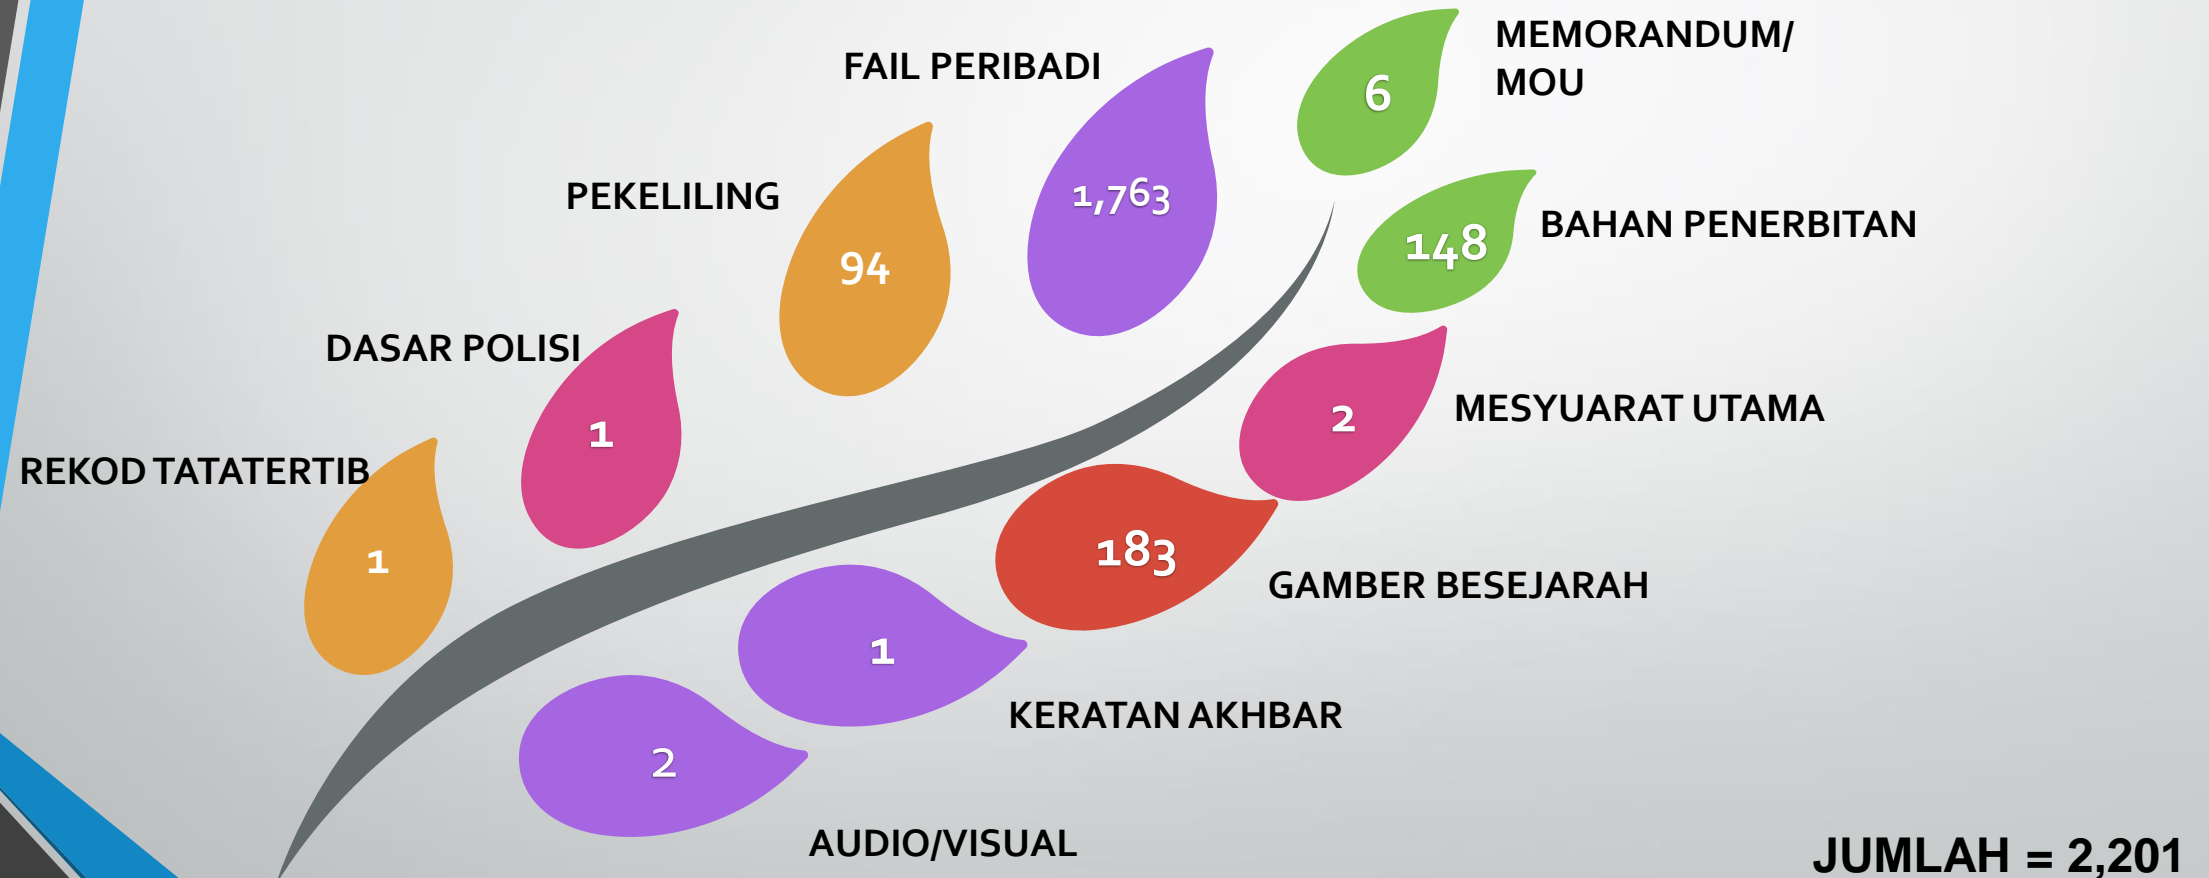 MEMORANDUM/
MOU
6
FAIL PERIBADI
1,763
PEKELILING
94
BAHAN PENERBITAN
148
DASAR POLISI
1
MESYUARAT UTAMA
2
REKOD TATATERTIB
1
183
GAMBER BESEJARAH
1
KERATAN AKHBAR
2
AUDIO/VISUAL
JUMLAH = 2,201